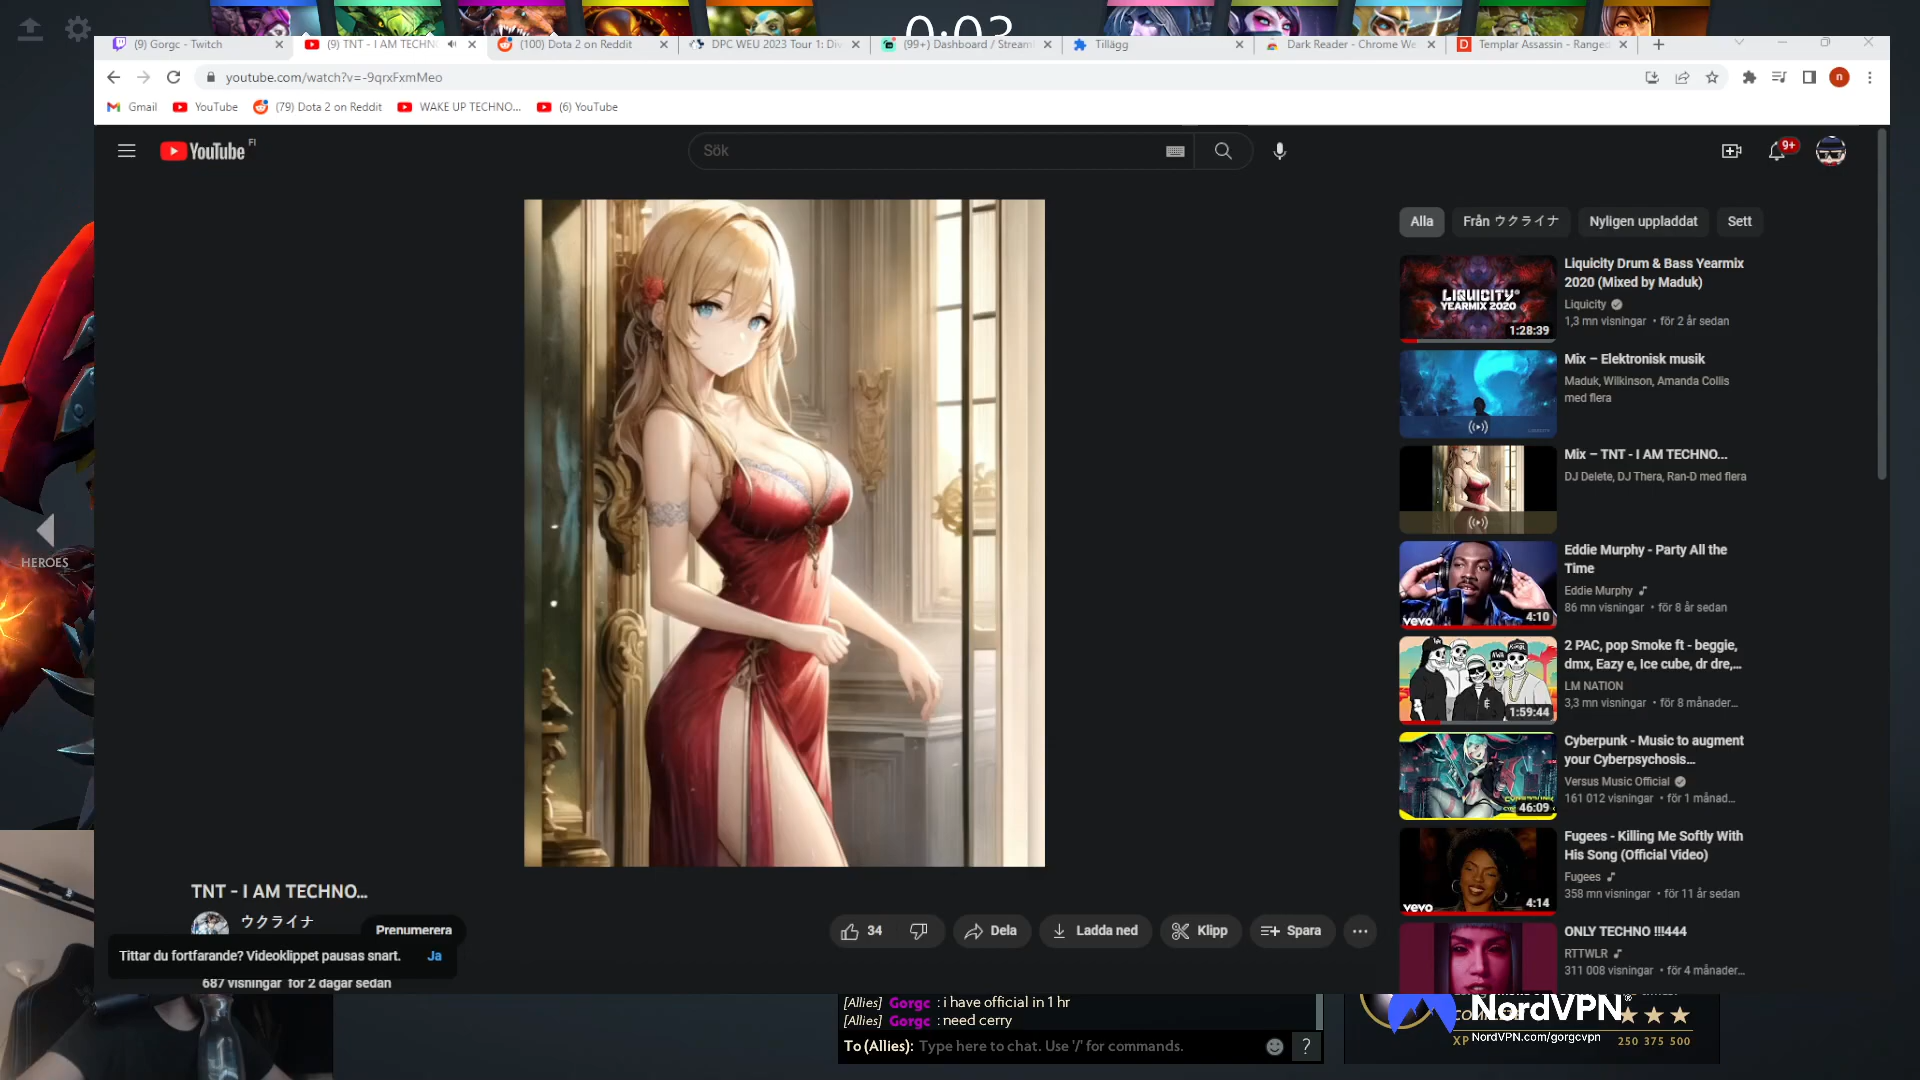 0:03
(9) Gorgc - Twitch
(9) TNT - I AM TECHNO
(100) Dota 2 on Reddit
DPC WEU 2023 Tour 1: Div
(99+) Dashboard / Streaml
Tillägg
Dark Reader - Chrome We
Templar Assassin - Ranged
youtube.com/watch?v=-9qrxFxmMeo
n
Gmail
YouTube
(79) Dota 2 on Reddit
WAKE UP TECHNO...
(6) YouTube
YouTube FI
Sök
9+
Alla
Från ウクライナ
Nyligen uppladdat
Sett
LIQUICITY
YEARMIX 2020
1:28:39
Liquicity Drum & Bass Yearmix
2020 (Mixed by Maduk)
Liquicity
1,3 mn visningar • för 2 år sedan
Mix – Elektronisk musik
Maduk, Wilkinson, Amanda Collis
med flera
Mix – TNT - I AM TECHNO...
DJ Delete, DJ Thera, Ran-D med flera
HEROES
vevo
4:10
Eddie Murphy - Party All the
Time
Eddie Murphy
86 mn visningar • för 8 år sedan
1:59:44
2 PAC, pop Smoke ft - beggie,
dmx, Eazy e, Ice cube, dr dre,...
LM NATION
3,3 mn visningar • för 8 månader...
46:09
Cyberpunk - Music to augment
your Cyberpsychosis...
Versus Music Official
161 012 visningar • för 1 månad...
vevo
4:14
Fugees - Killing Me Softly With
His Song (Official Video)
Fugees
358 mn visningar • för 11 år sedan
ONLY TECHNO !!!444
RTTWLR
311 008 visningar • för 4 månader...
TNT - I AM TECHNO...
ウクライナ
Prenumerera
34
Dela
Ladda ned
Klipp
Spara
Tittar du fortfarande? Videoklippet pausas snart.
Ja
687 visningar för 2 dagar sedan
[Allies] Gorgc : i have official in 1 hr
[Allies] Gorgc : need cerry
To (Allies): Type here to chat. Use '/' for commands.
?
NordVPN
XP
NordVPN.com/gorgcvpn
250 375 500